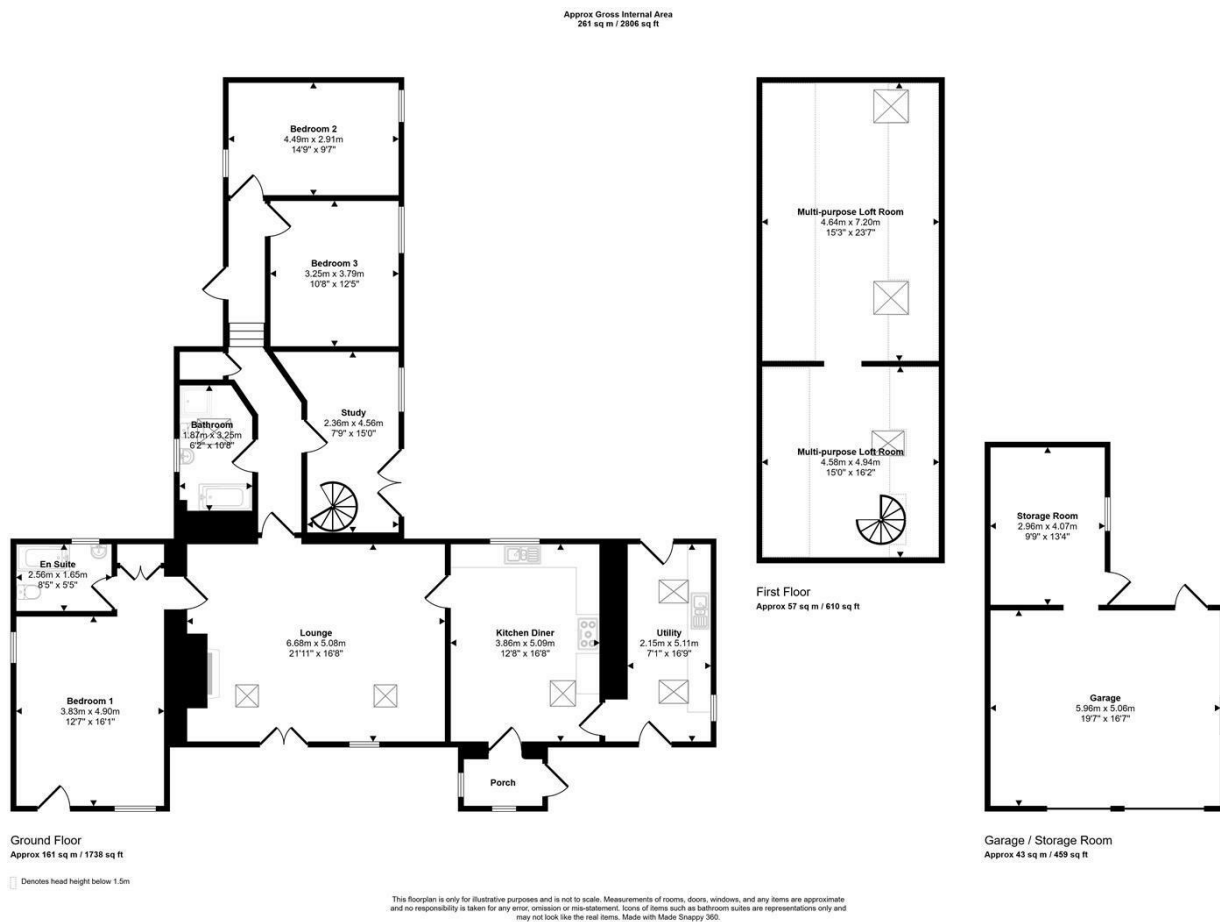 Approx Gross Internal Area
261 sq m / 2806 sq ft
Bedroom 2
4.49m x 2.91m
14'9" x 9'7"
Bedroom 3
3.25m x 3.79m
10'8" x 12'5"
Study
2.36m x 4.56m
7'9" x 15'0"
Bathroom
1.87m x 3.25m
6'2" x 10'8"
En Suite
2.56m x 1.65m
8'5" x 5'5"
Lounge
6.68m x 5.08m
21'11" x 16'8"
Kitchen Diner
3.86m x 5.09m
12'8" x 16'8"
Utility
2.15m x 5.11m
7'1" x 16'9"
Bedroom 1
3.83m x 4.90m
12'7" x 16'1"
Porch
Ground Floor
Approx 161 sq m / 1738 sq ft
Denotes head height below 1.5m
Multi-purpose Loft Room
4.64m x 7.20m
15'3" x 23'7"
Multi-purpose Loft Room
4.58m x 4.94m
15'0" x 16'2"
First Floor
Approx 57 sq m / 610 sq ft
Storage Room
2.96m x 4.07m
9'9" x 13'4"
Garage
5.96m x 5.06m
19'7" x 16'7"
Garage / Storage Room
Approx 43 sq m / 459 sq ft
This floorplan is only for illustrative purposes and is not to scale. Measurements of rooms, doors, windows, and any items are approximate
and no responsibility is taken for any error, omission or mis-statement. Icons of items such as bathroom suites are representations only and
may not look like the real items. Made with Made Snappy 360.